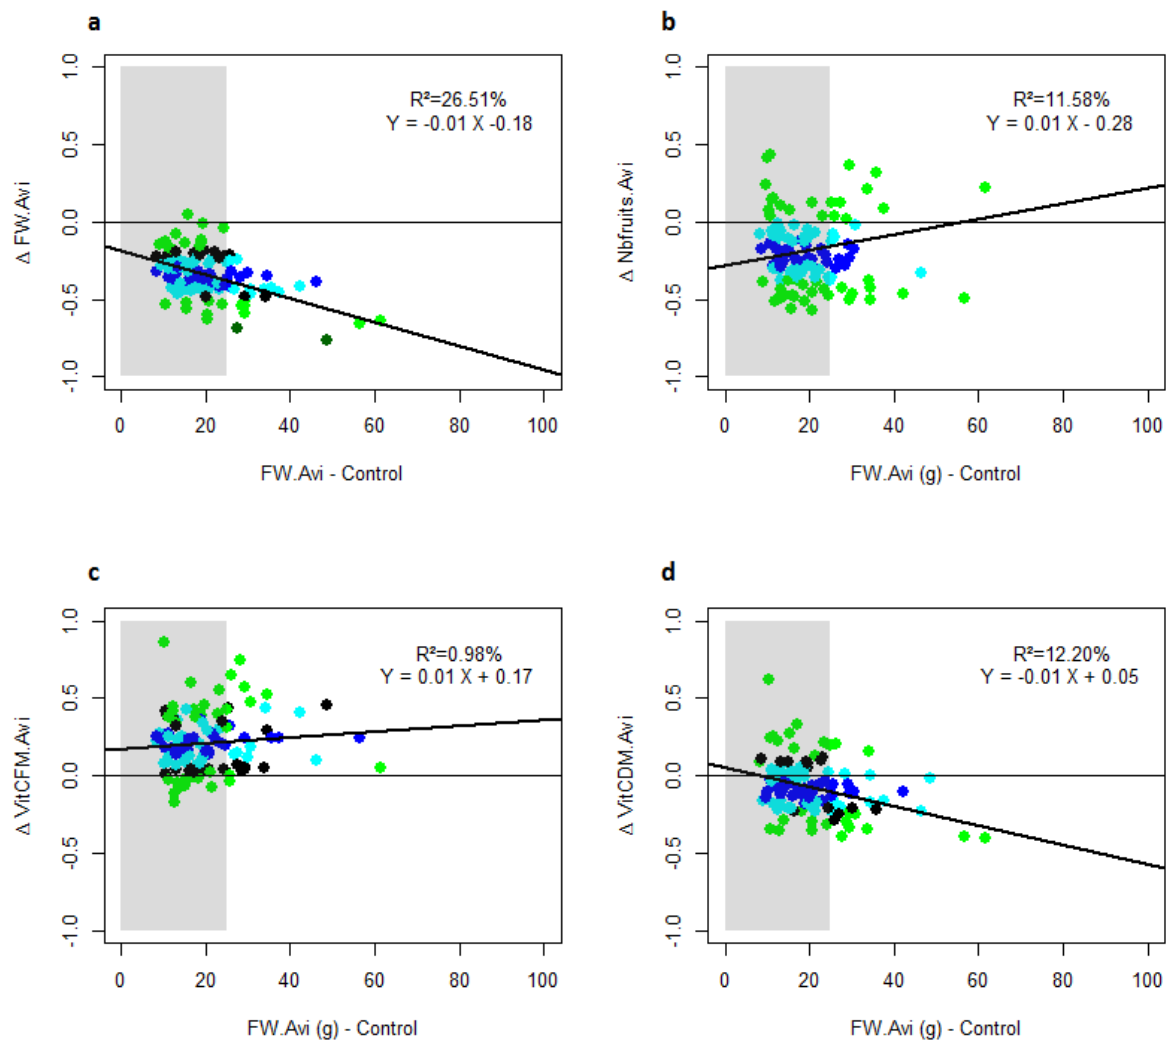 a
1.0
0.5
0.0
-0.5
-1.0
Δ FW.Avi
R²=26.51%
Y = -0.01 X -0.18
0 20 40 60 80 100
FW.Avi - Control
b
1.0
0.5
0.0
-0.5
-1.0
Δ Nbfruits.Avi
R²=11.58%
Y = 0.01 X - 0.28
0 20 40 60 80 100
FW.Avi (g) - Control
c
1.0
0.5
0.0
-0.5
-1.0
Δ VitCFM.Avi
R²=0.98%
Y = 0.01 X + 0.17
0 20 40 60 80 100
FW.Avi (g) - Control
d
1.0
0.5
0.0
-0.5
-1.0
Δ VitCDM.Avi
R²=12.20%
Y = -0.01 X + 0.05
0 20 40 60 80 100
FW.Avi (g) - Control